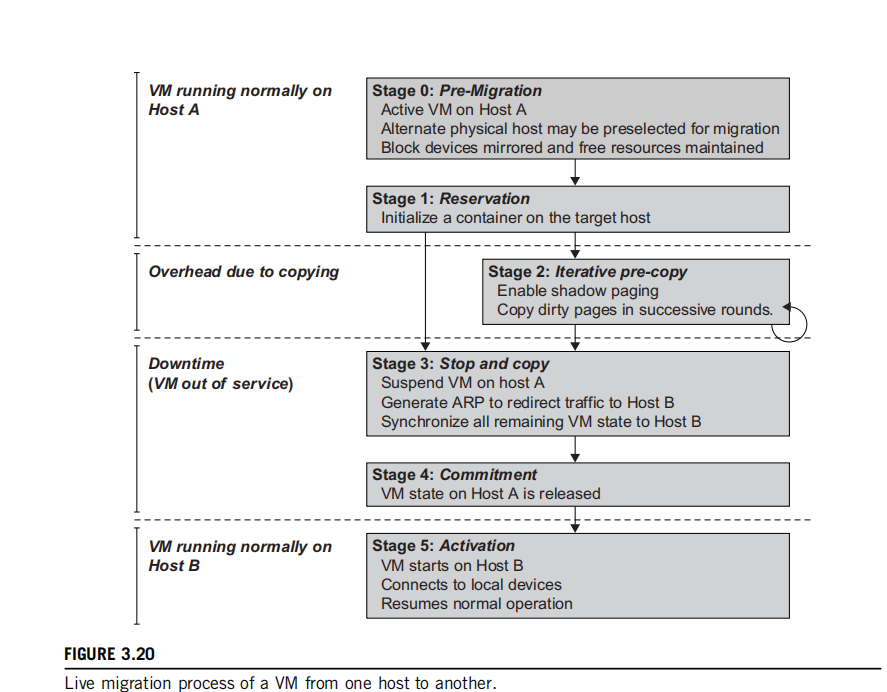 VM running normally on
Host A
Stage 0: Pre-Migration
Active VM on Host A
Alternate physical host may be preselected for migration
Block devices mirrored and free resources maintained
Stage 1: Reservation
Initialize a container on the target host
Overhead due to copying
Stage 2: Iterative pre-copy
Enable shadow paging
Copy dirty pages in successive rounds.
Downtime
(VM out of service)
Stage 3: Stop and copy
Suspend VM on host A
Generate ARP to redirect traffic to Host B
Synchronize all remaining VM state to Host B
Stage 4: Commitment
VM state on Host A is released
VM running normally on
Host B
Stage 5: Activation
VM starts on Host B
Connects to local devices
Resumes normal operation
FIGURE 3.20
Live migration process of a VM from one host to another.